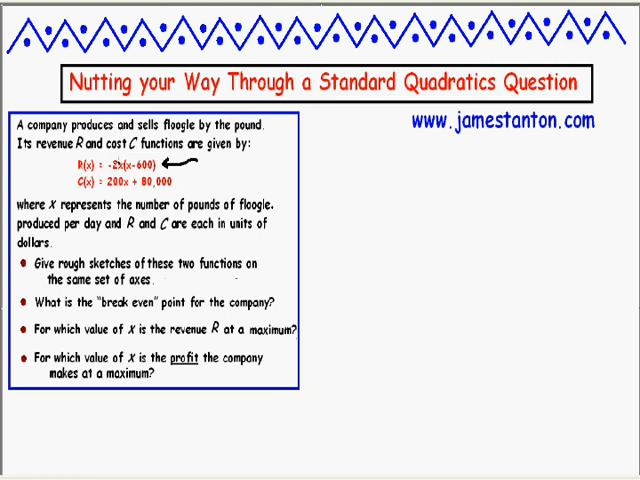 Nutting your Way Through a Standard Quadratics Question
www.jamestanton.com
A company produces and sells floogle by the pound.
Its revenue R and cost C functions are given by:
R(x) = -2x(x-600)
C(x) = 200x + 80,000
where x represents the number of pounds of floogle.
produced per day and R and C are each in units of
dollars.
Give rough sketches of these two functions on
the same set of axes.
What is the "break even" point for the company?
For which value of x is the revenue R at a maximum?
For which value of x is the profit the company
makes at a maximum?